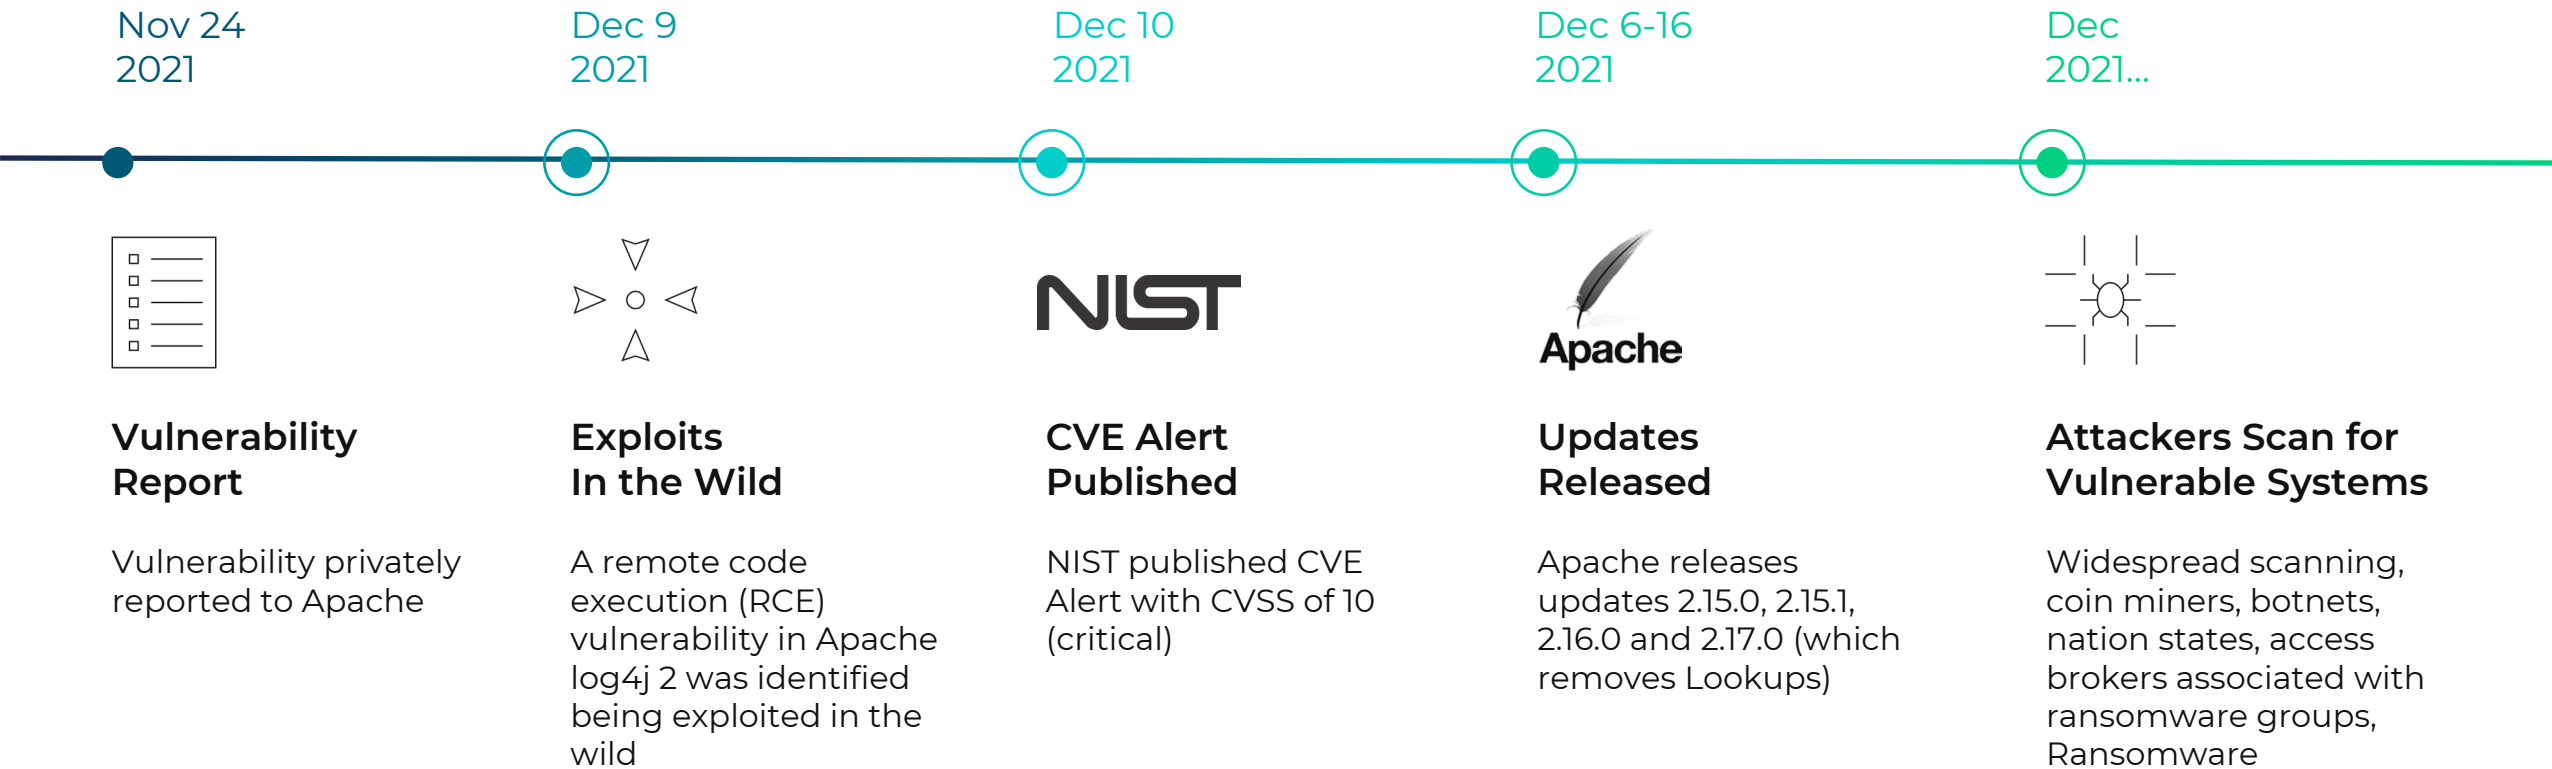 Nov 24
2021
Vulnerability
Report
Vulnerability privately
reported to Apache
Dec 9
2021
Exploits
In the Wild
A remote code
execution (RCE)
vulnerability in Apache
log4j 2 was identified
being exploited in the
wild
Dec 10
2021
NIST
CVE Alert
Published
NIST published CVE
Alert with CVSS of 10
(critical)
Dec 6-16
2021
Apache
Updates
Released
Apache releases
updates 2.15.0, 2.15.1,
2.16.0 and 2.17.0 (which
removes Lookups)
Dec
2021...
Attackers Scan for
Vulnerable Systems
Widespread scanning,
coin miners, botnets,
nation states, access
brokers associated with
ransomware groups,
Ransomware